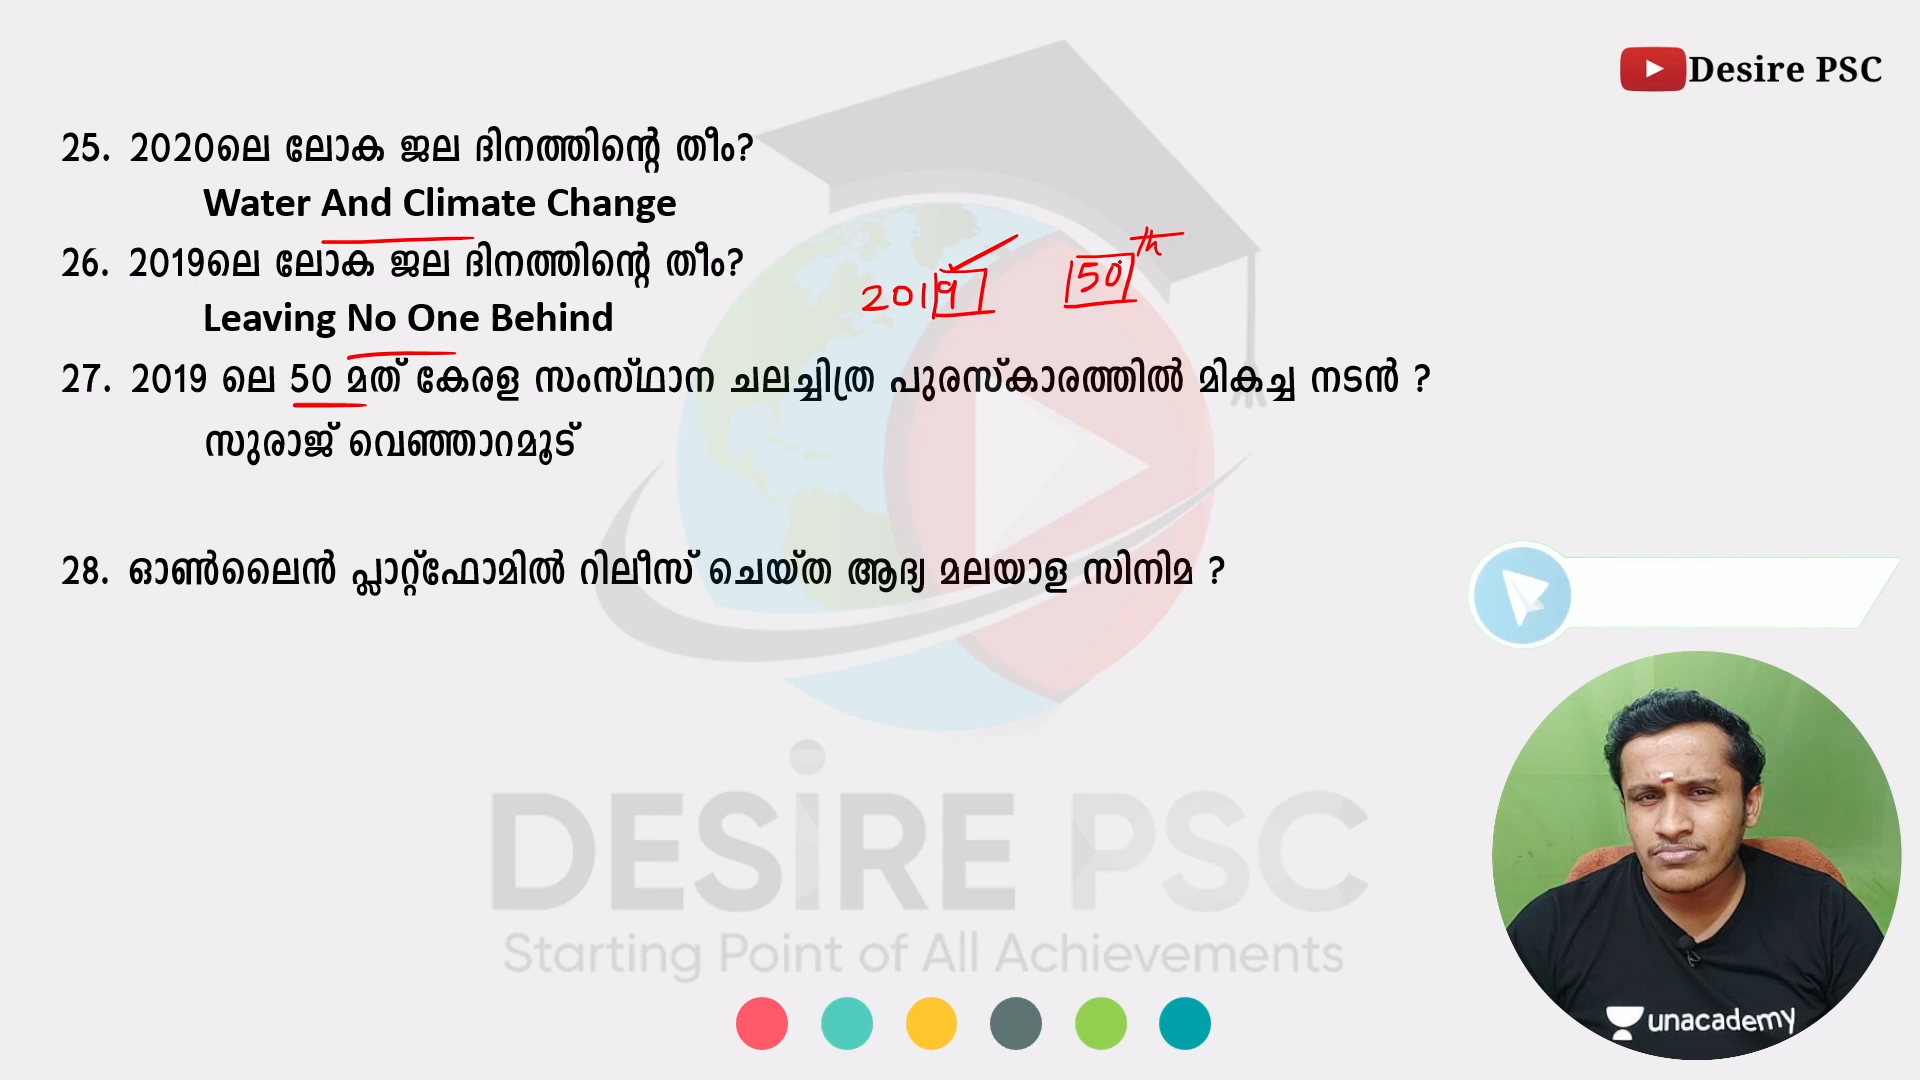 Desire PSC
25. 2020ലെ ലോക ജല ദിനത്തിന്റെ തീം?
Water And Climate Change
26. 2019ലെ ലോക ജല ദിനത്തിന്റെ തീം?
2019 50th
Leaving No One Behind
27. 2019 ലെ 50 മത് കേരള സംസ്ഥാന ചലച്ചിത്ര പുരസ്കാരത്തിൽ മികച്ച നടൻ ?
സുരാജ് വെഞ്ഞാറമൂട്
28. ഓൺലൈൻ പ്ലാറ്റ്ഫോമിൽ റിലീസ് ചെയ്ത ആദ്യ മലയാള സിനിമ ?
DESiRE PSC
Starting Point of All Achievements
unacademy